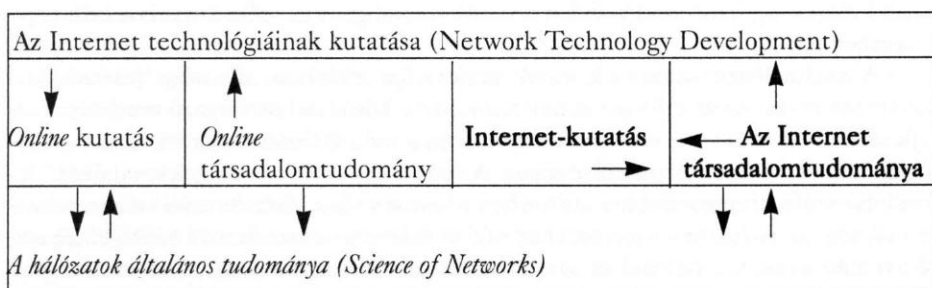 Az Internet technológiáinak kutatása (Network Technology Development)
Online kutatás
Online
társadalomtudomány
Internet-kutatás
Az Internet
társadalomtudománya
A hálózatok általános tudománya (Science of Networks)